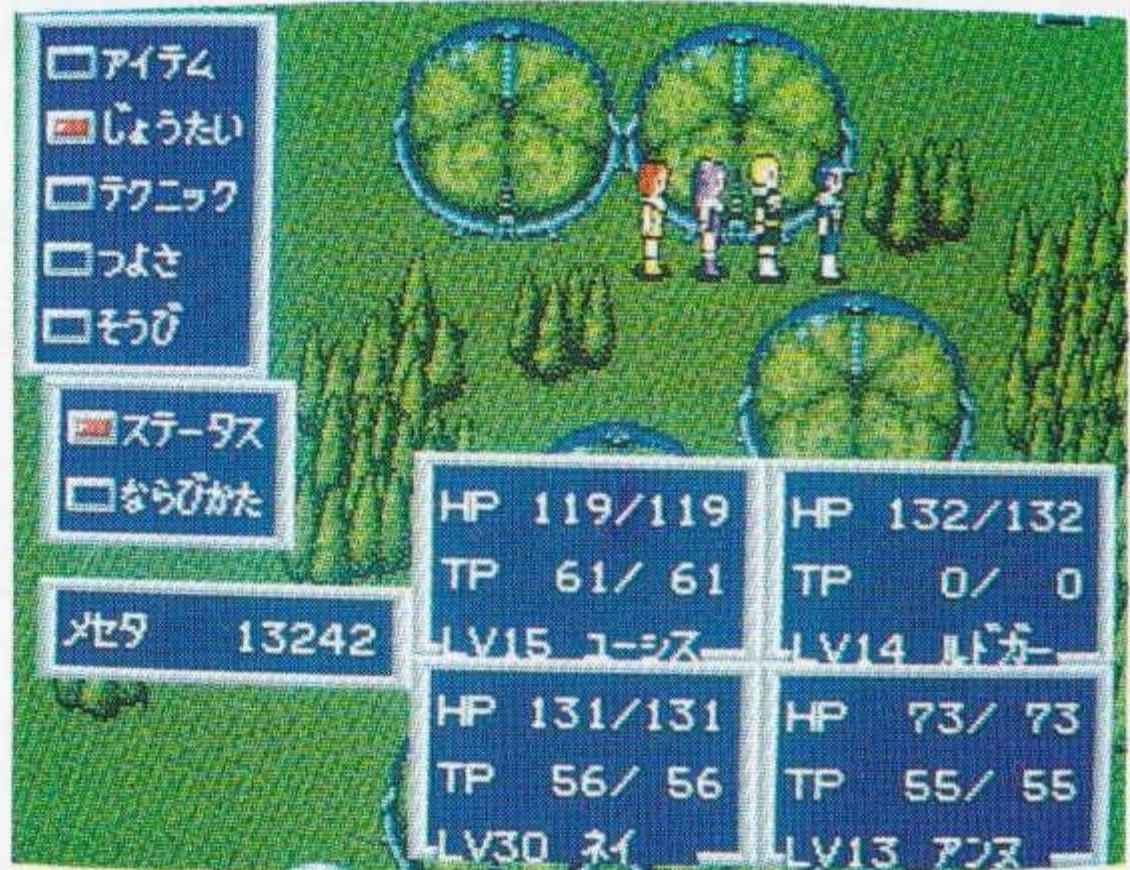 アイテム
じょうたい
テクニック
つよさ
そうび
ステータス
ならびかた
メセタ 13242
HP 119/119
TP 61/ 61
LV15 ユーシス
HP 132/132
TP 0/ 0
LV14 ルドガー
HP 131/131
TP 56/ 56
LV30 ネイ
HP 73/ 73
TP 55/ 55
LV13 アンヌ